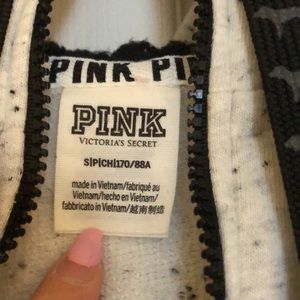 PINK PI
PINK
VICTORIA'S SECRET
S|P|CH|170/88A
made in Vietnam/fabriqué au
Vietnam/hecho en Vietnam/
fabbricato in Vietnam/越南制造